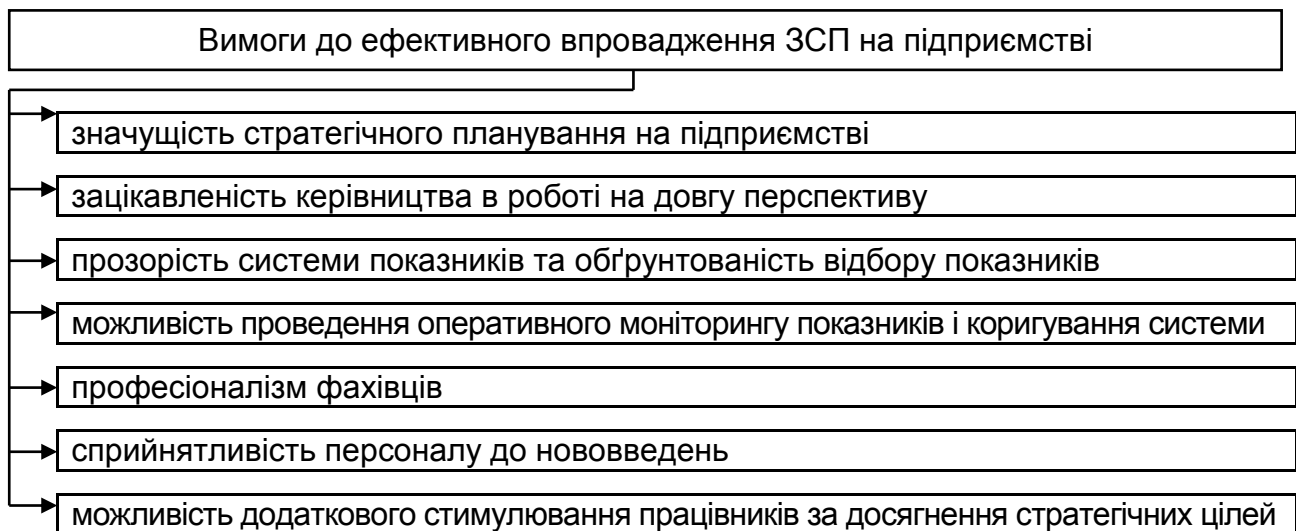 Вимоги до ефективного впровадження ЗСП на підприємстві
значущість стратегічного планування на підприємстві
зацікавленість керівництва в роботі на довгу перспективу
прозорість системи показників та обґрунтованість відбору показників
можливість проведення оперативного моніторингу показників і коригування системи
професіоналізм фахівців
сприйнятливість персоналу до нововведень
можливість додаткового стимулювання працівників за досягнення стратегічних цілей